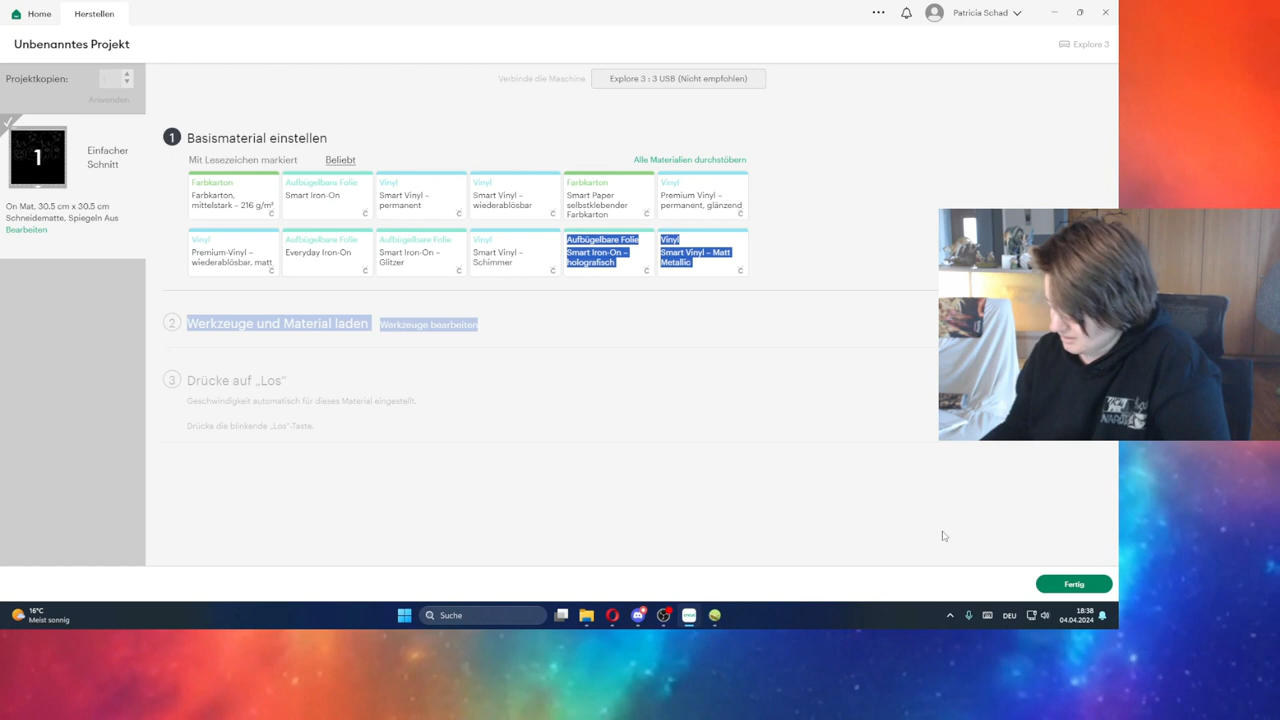 Home
Herstellen
Patricia Schad
Unbenanntes Projekt
Explore 3
Projektkopien:
Anwenden
Verbinde die Maschine
Explore 3 : 3 USB (Nicht empfohlen)
1
Einfacher
Schnitt
On Mat, 30.5 cm x 30.5 cm
Schneidematte, Spiegeln Aus
Bearbeiten
1 Basismaterial einstellen
Mit Lesezeichen markiert
Beliebt
Alle Materialien durchstöbern
Farbkarton
Farbkarton,
mittelstark – 216 g/m²
Aufbügelbare Folie
Smart Iron-On
Vinyl
Smart Vinyl –
permanent
Vinyl
Smart Vinyl –
wiederablösbar
Farbkarton
Smart Paper
selbstklebender
Farbkarton
Vinyl
Premium Vinyl –
permanent, glänzend
Vinyl
Premium-Vinyl –
wiederablösbar, matt
Aufbügelbare Folie
Everyday Iron-On
Aufbügelbare Folie
Smart Iron-On –
Glitzer
Vinyl
Smart Vinyl –
Schimmer
Aufbügelbare Folie
Smart Iron-On –
holografisch
Vinyl
Smart Vinyl – Matt
Metallic
2 Werkzeuge und Material laden Werkzeuge bearbeiten
3 Drücke auf „Los“
Geschwindigkeit automatisch für dieses Material eingestellt.
Drücke die blinkende „Los“-Taste.
Fertig
16°C
Meist sonnig
Suche
DEU
18:38
04.04.2024